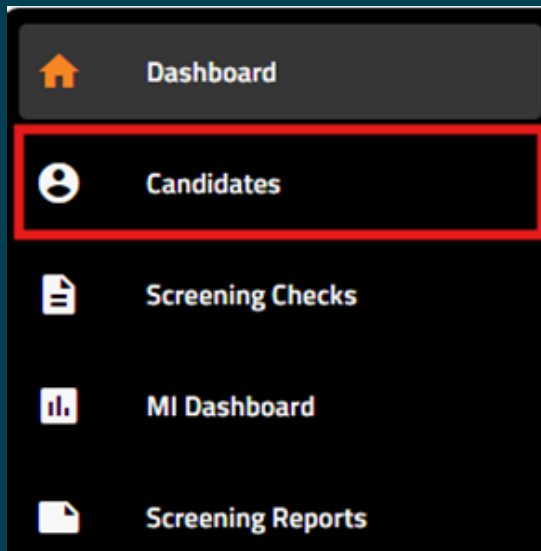 Dashboard
Candidates
Screening Checks
MI Dashboard
Screening Reports